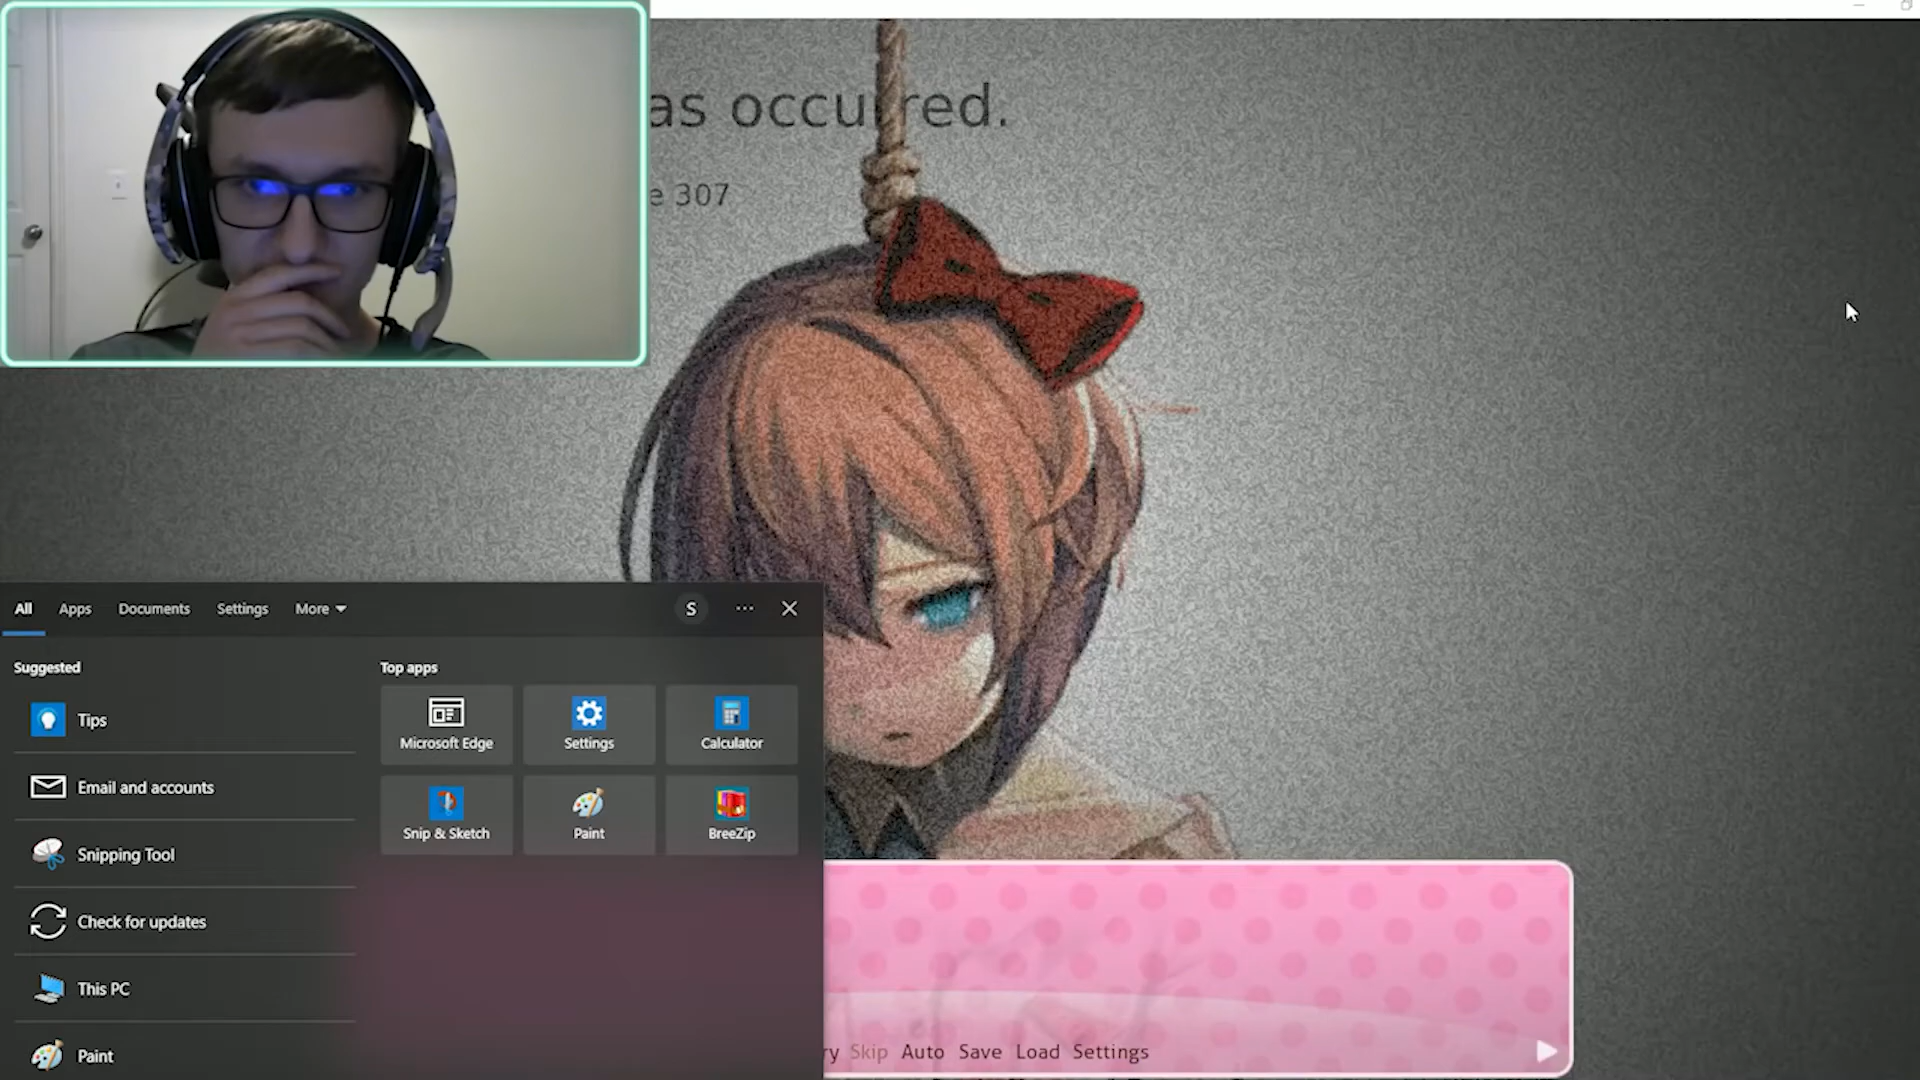 as occurred.
e 307
All Apps Documents Settings More S
Suggested
Top apps
Tips
Email and accounts
Snipping Tool
Check for updates
This PC
Paint
Microsoft Edge Settings Calculator
Snip & Sketch Paint BreeZip
ry Skip Auto Save Load Settings